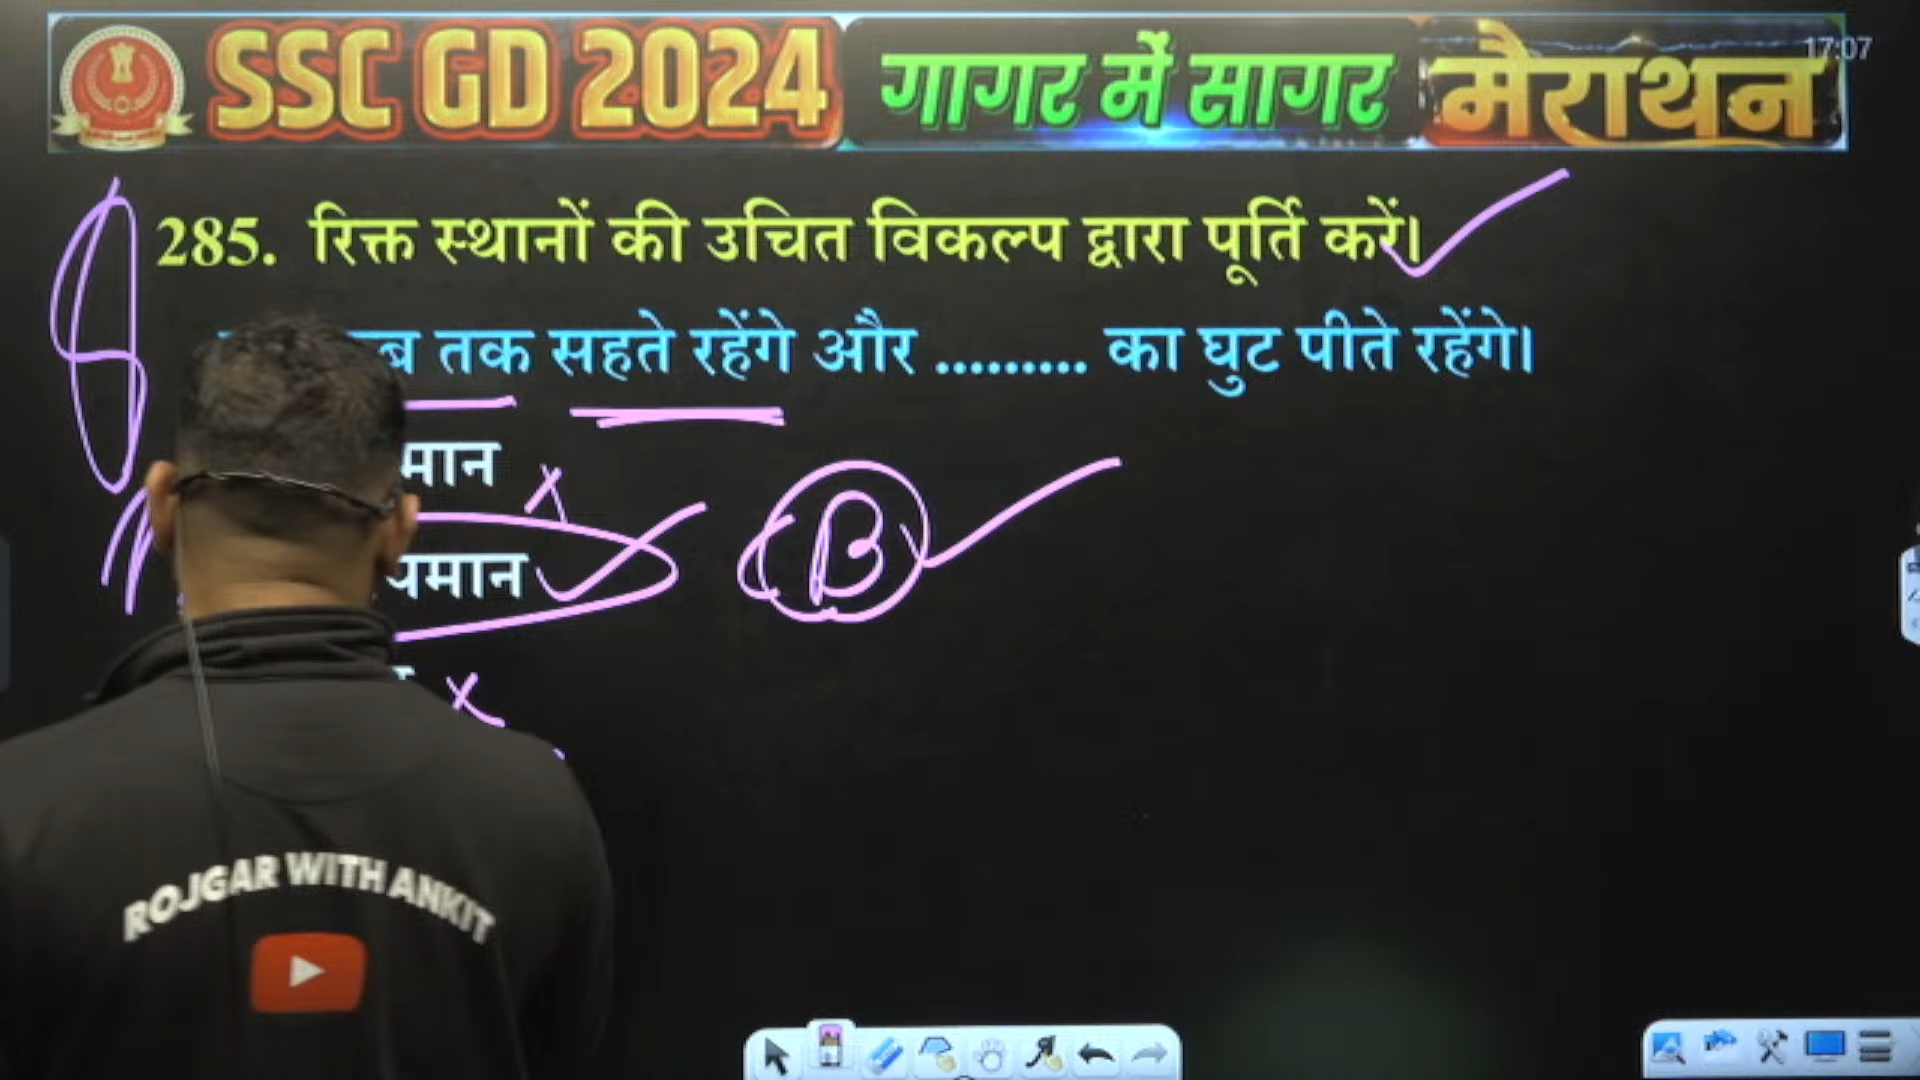 SSC GD 2024 गागर में सागर मैराथन
17:07
285. रिक्त स्थानों की उचित विकल्प द्वारा पूर्ति करें।
तक सहते रहेंगे और ......... का घुट पीते रहेंगे।
B
ROJGAR WITH ANKIT